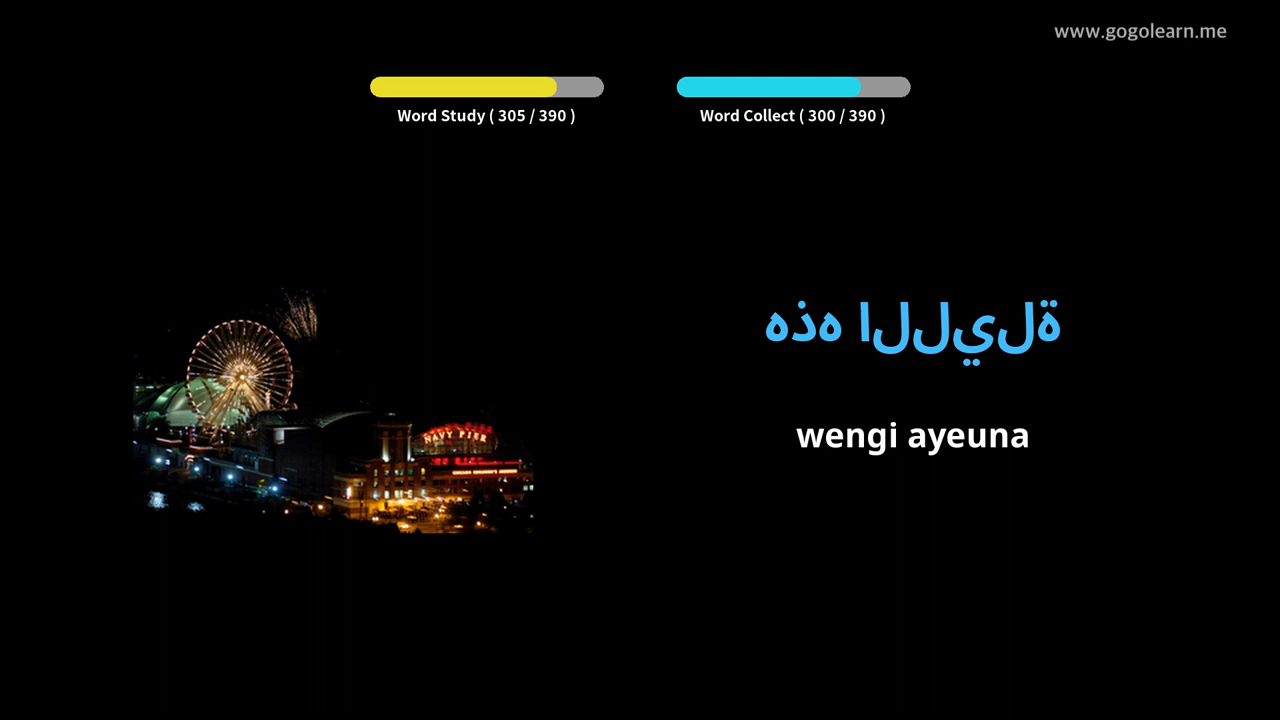 www.gogolearn.me
Word Study ( 305 / 390 )
Word Collect ( 300 / 390 )
هذه الليلة
wengi ayeuna
NAVY PIER